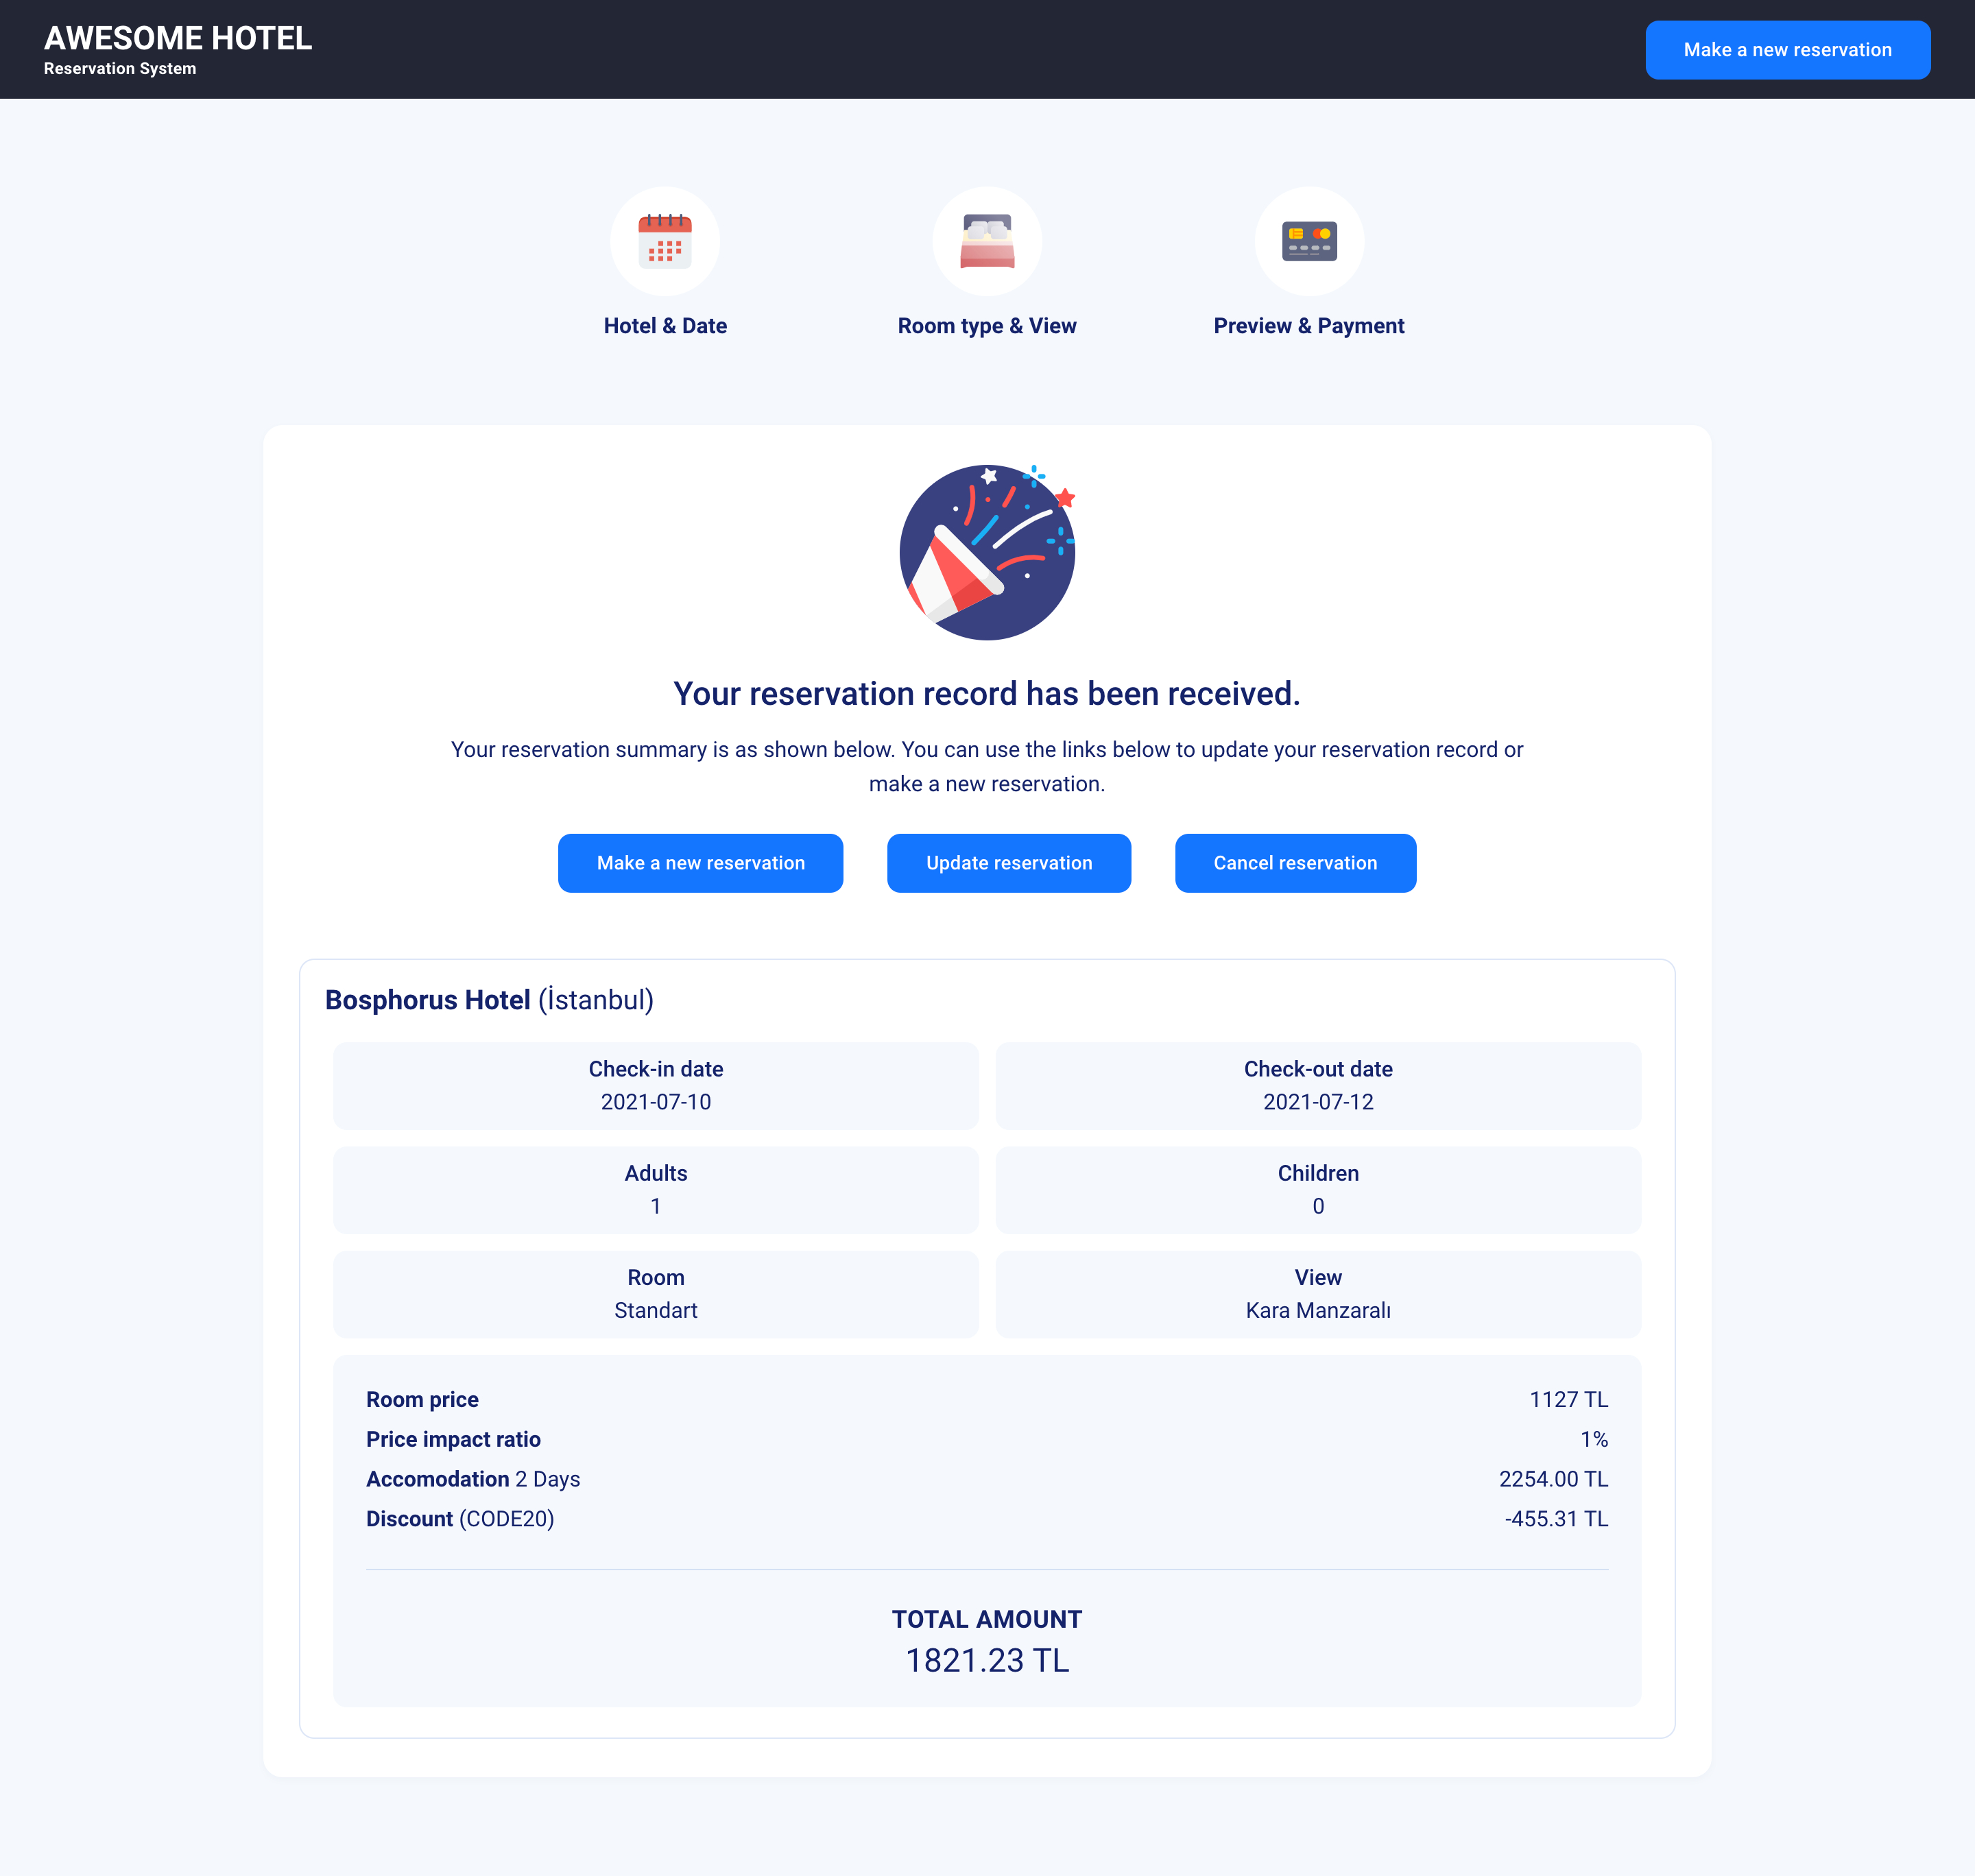 AWESOME HOTEL
Reservation System
Make a new reservation
Hotel & Date
Room type & View
Preview & Payment
Your reservation record has been received.
Your reservation summary is as shown below. You can use the links below to update your reservation record or
make a new reservation.
Make a new reservation
Update reservation
Cancel reservation
Bosphorus Hotel (İstanbul)
Check-in date
2021-07-10
Check-out date
2021-07-12
Adults
1
Children
0
Room
Standart
View
Kara Manzaralı
Room price 1127 TL
Price impact ratio 1%
Accomodation 2 Days 2254.00 TL
Discount (CODE20) -455.31 TL
TOTAL AMOUNT
1821.23 TL